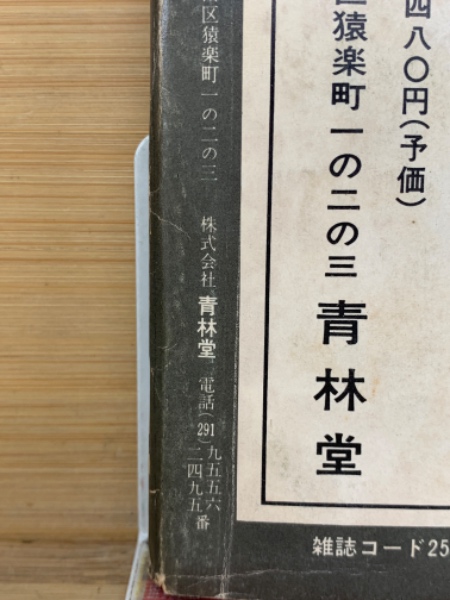 四八〇円(予価)
区猿楽町一の二の三 青林堂
区猿楽町一の二の三 株式会社 青林堂 電話(291)九五五六
二四九五番
雑誌コード25